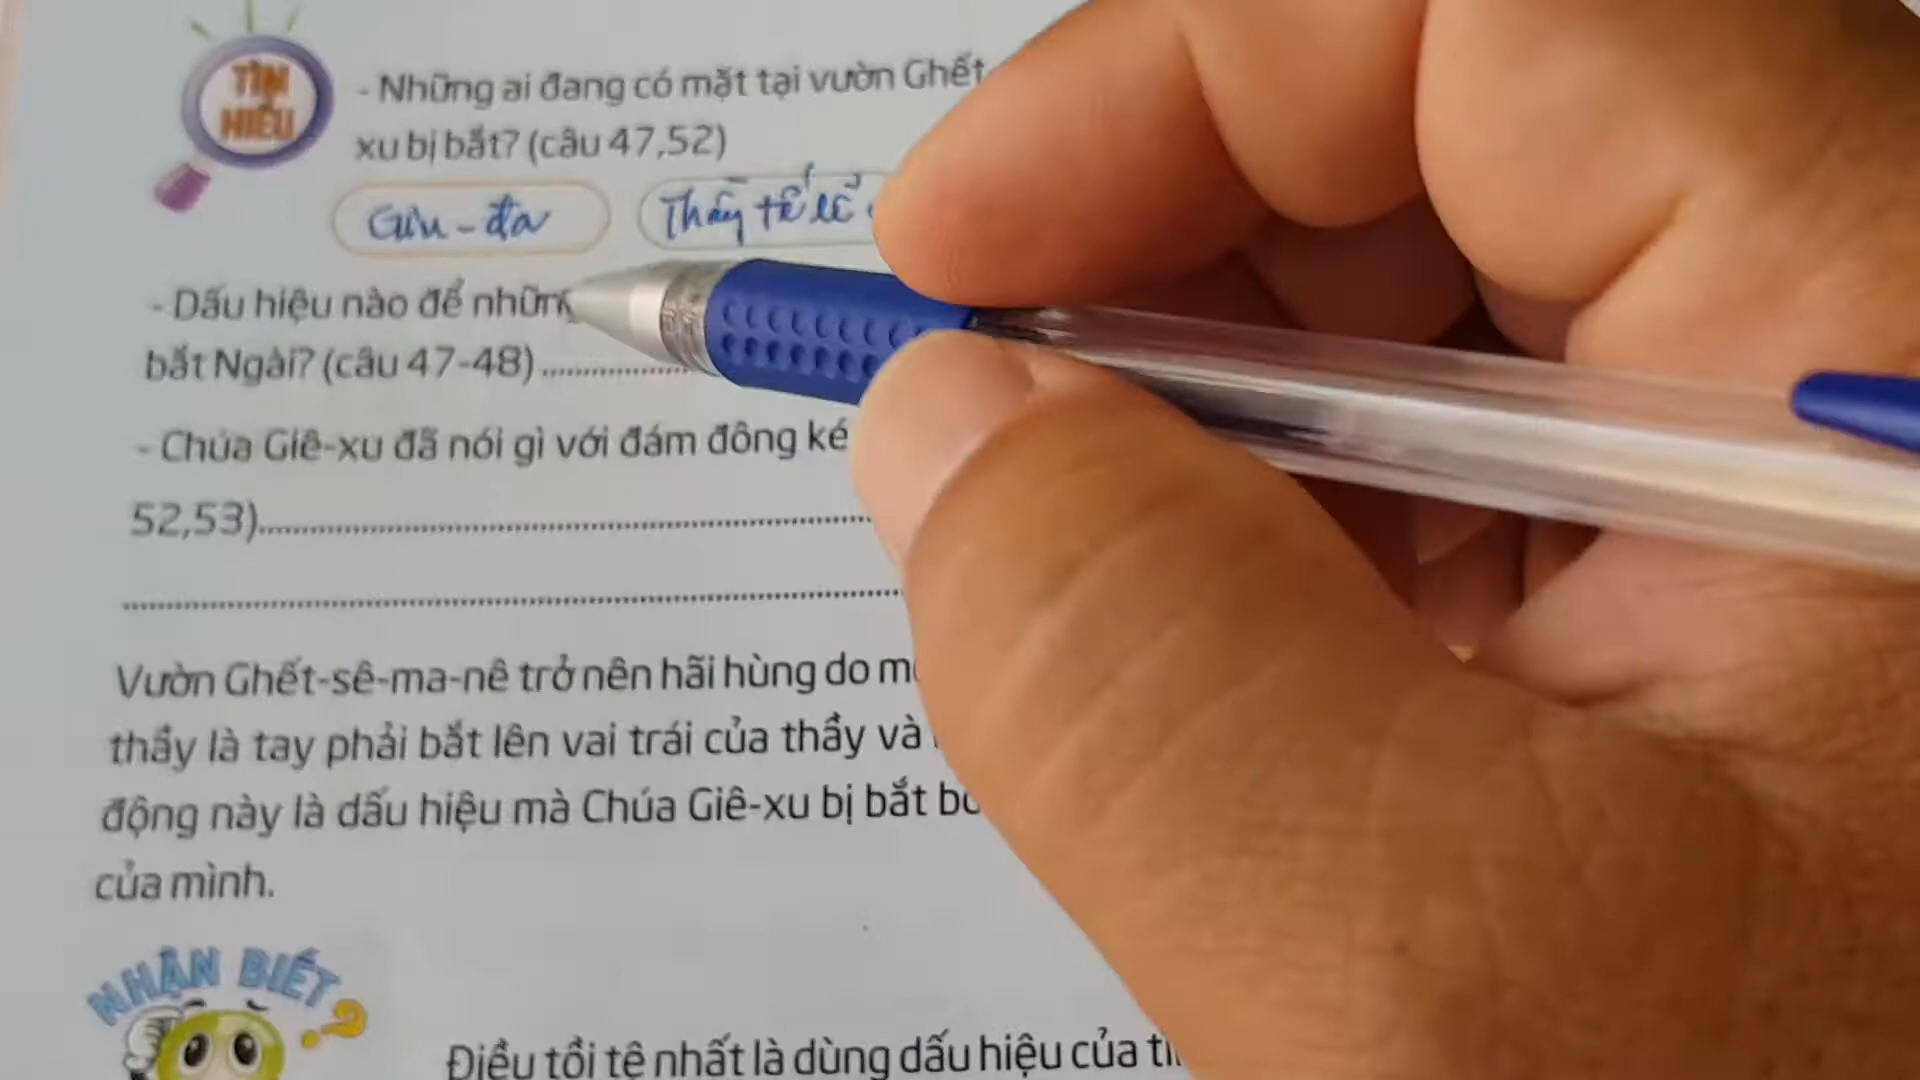 TÌM
HIỂU
- Những ai đang có mặt tại vườn Ghết-
xu bị bắt? (câu 47,52)
Giu-đa Thầy tế lễ
- Dấu hiệu nào để những
bắt Ngài? (câu 47-48)....................
- Chúa Giê-xu đã nói gì với đám đông ké
52,53)............................................................
............................................................
Vườn Ghết-sê-ma-nê trở nên hãi hùng do
thầy là tay phải bắt lên vai trái của thầy và
động này là dấu hiệu mà Chúa Giê-xu bị bắt
của mình.
NHẬN BIẾT ?
Điều tồi tệ nhất là dùng dấu hiệu của